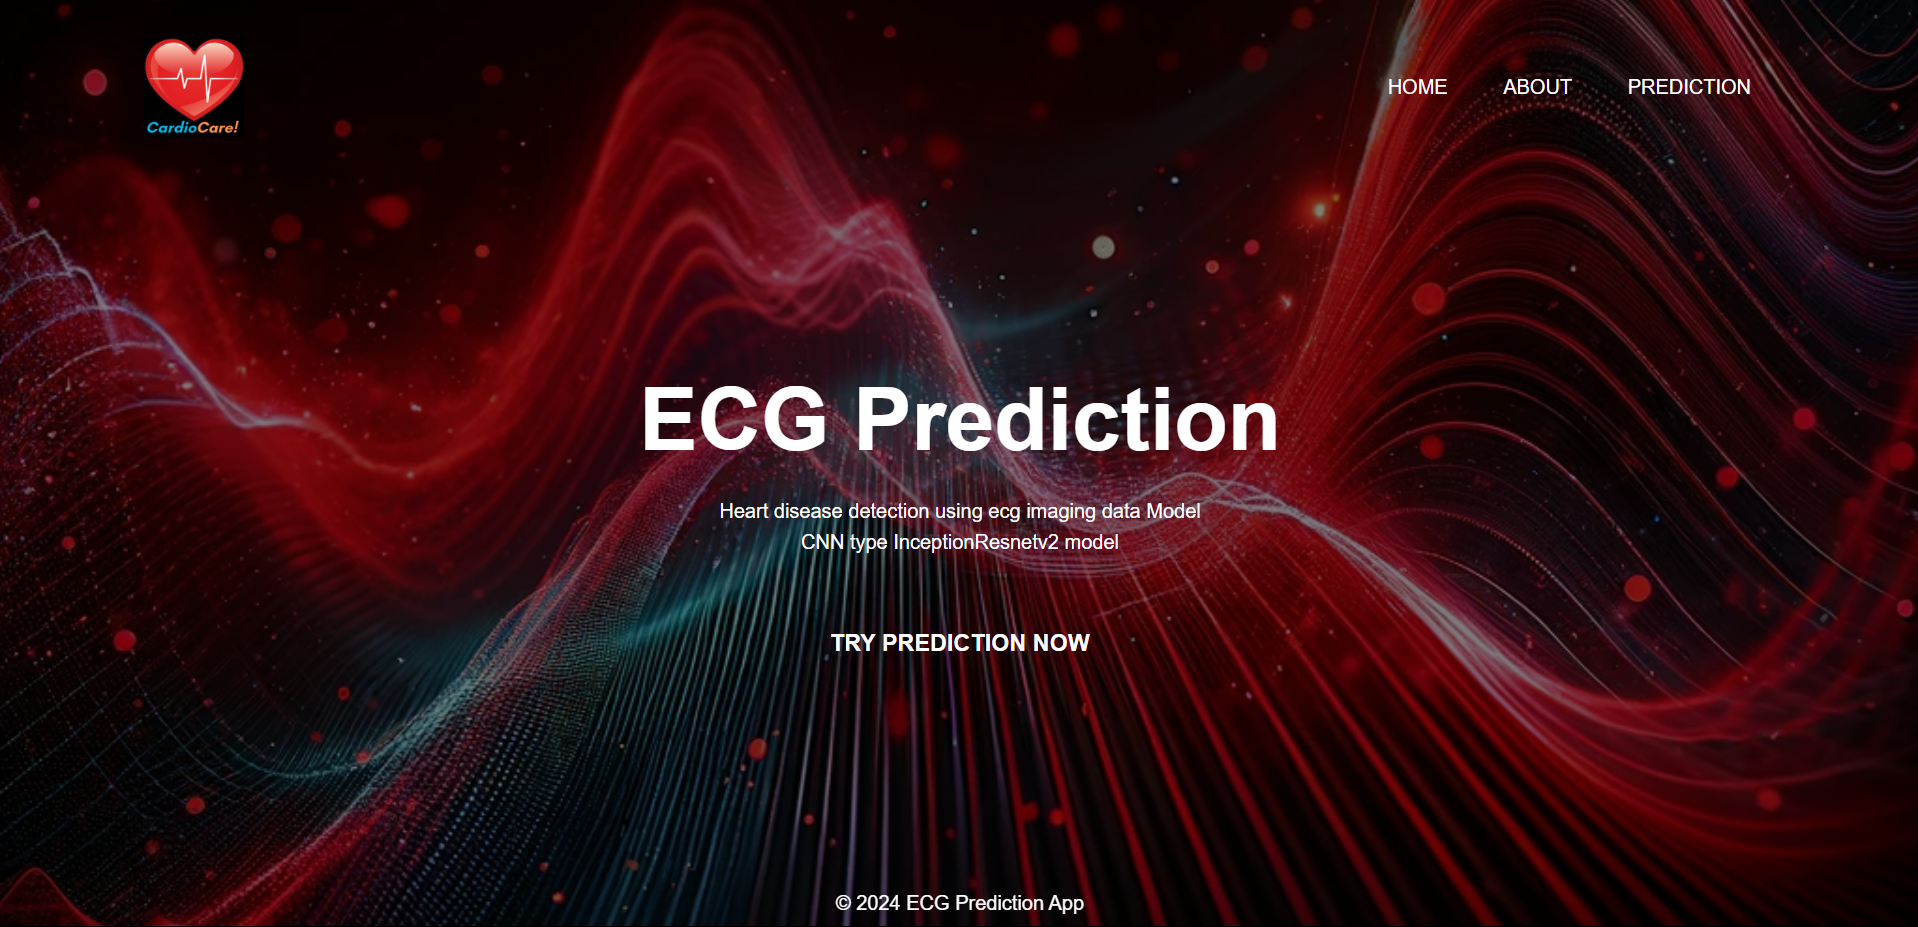 CardioCare!
HOME ABOUT PREDICTION
ECG Prediction
Heart disease detection using ecg imaging data Model
CNN type InceptionResnetv2 model
TRY PREDICTION NOW
© 2024 ECG Prediction App